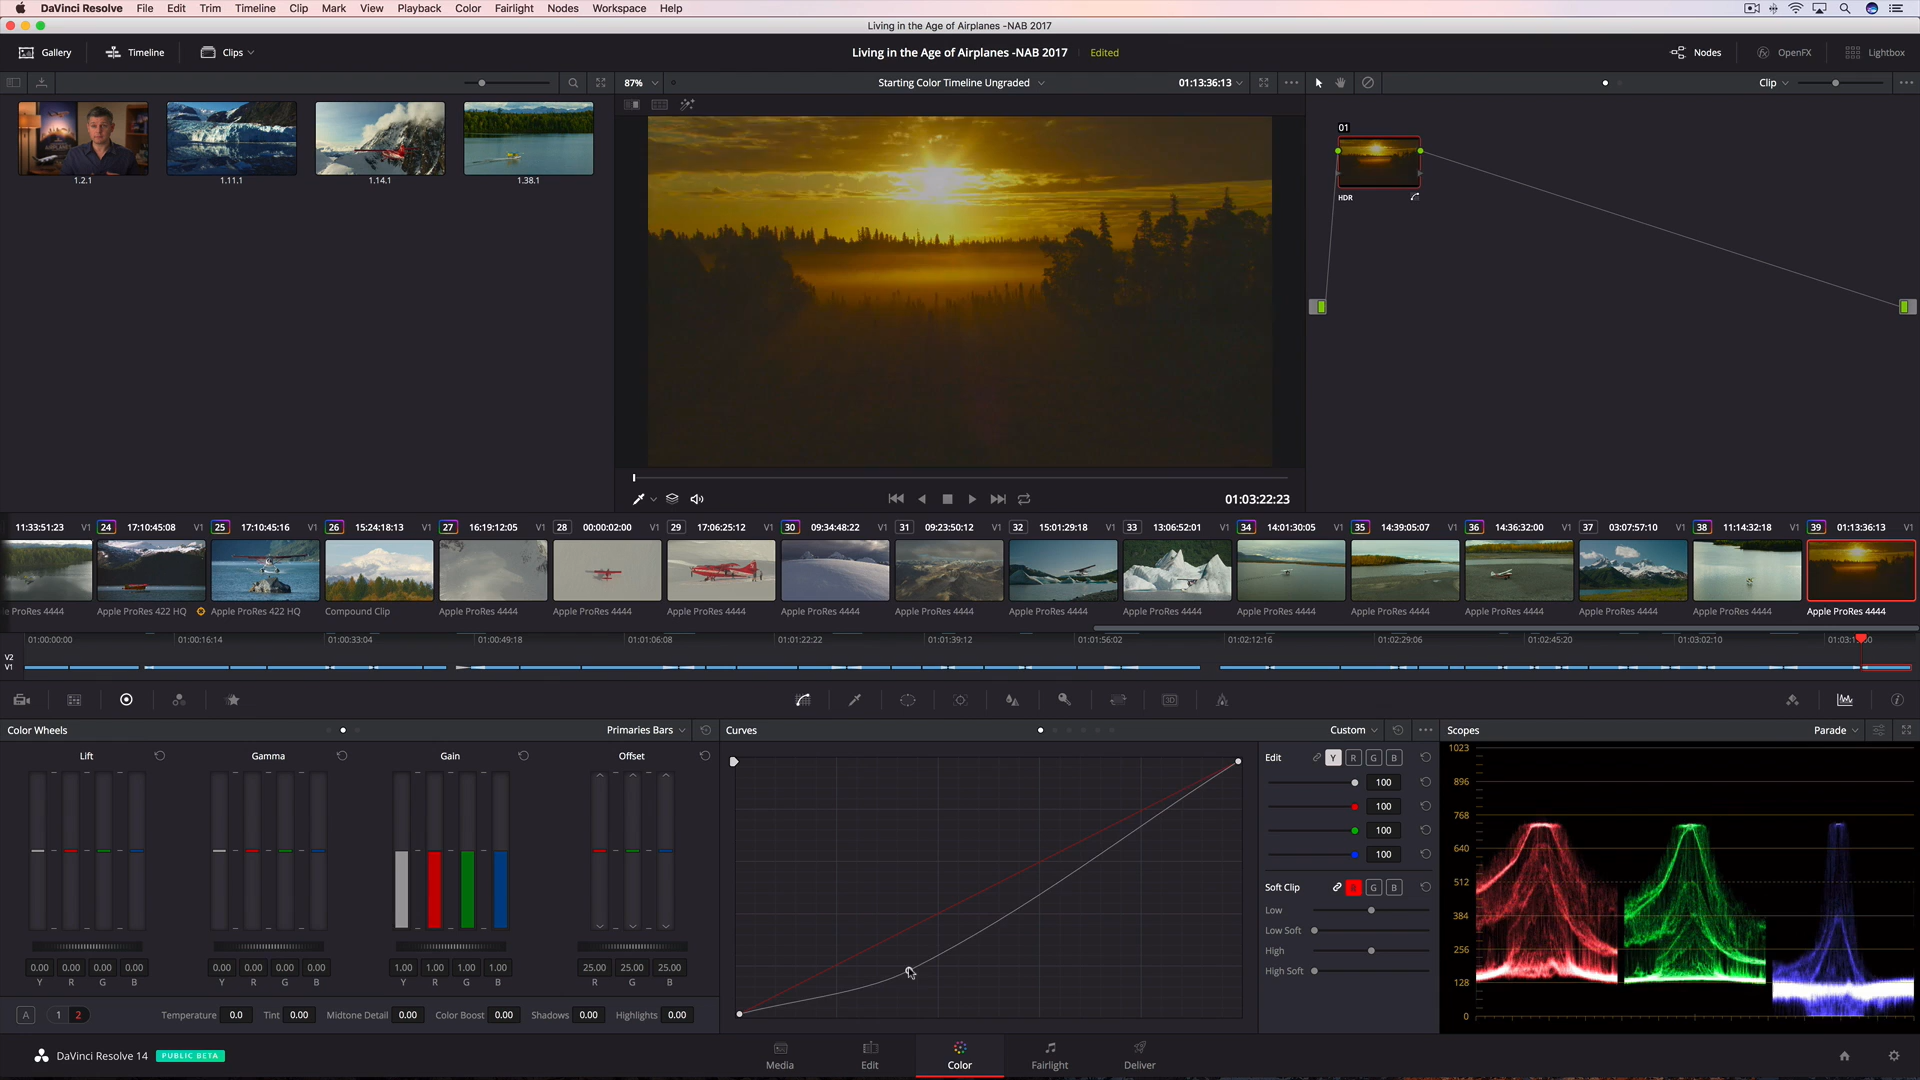 DaVinci Resolve File Edit Trim Timeline Clip Mark View Playback Color Fairlight Nodes Workspace Help
Living in the Age of Airplanes -NAB 2017
Gallery Timeline Clips Living in the Age of Airplanes -NAB 2017 Edited Nodes OpenFX Lightbox
87% Starting Color Timeline Ungraded 01:13:36:13 Clip
01
1.2.1 1.11.1 1.14.1 1.38.1
HDR
01:03:22:23
11:33:51:23 V1 24 17:10:45:08 V1 25 17:10:45:16 V1 26 15:24:18:13 V1 27 16:19:12:05 V1 28 00:00:02:00 V1 29 17:06:25:12 V1 30 09:34:48:22 V1 31 09:23:50:12 V1 32 15:01:29:18 V1 33 13:06:52:01 V1 34 14:01:30:05 V1 35 14:39:05:07 V1 36 14:36:32:00 V1 37 03:07:57:10 V1 38 11:14:32:18 V1 39 01:13:36:13 V1
le ProRes 4444 Apple ProRes 422 HQ Apple ProRes 422 HQ Compound Clip Apple ProRes 4444 Apple ProRes 4444 Apple ProRes 4444 Apple ProRes 4444 Apple ProRes 4444 Apple ProRes 4444 Apple ProRes 4444 Apple ProRes 4444 Apple ProRes 4444 Apple ProRes 4444 Apple ProRes 4444 Apple ProRes 4444 Apple ProRes 4444
01:00:00:00 01:00:16:14 01:00:33:04 01:00:49:18 01:01:06:08 01:01:22:22 01:01:39:12 01:01:56:02 01:02:12:16 01:02:29:06 01:02:45:20 01:03:02:10
V2
V1
3D
Color Wheels Primaries Bars Curves Custom Scopes Parade
Lift Gamma Gain Offset
Edit Y R G B
100
100
100
100
Soft Clip G B
Low
Low Soft
High
High Soft
1023
896
768
640
512
384
256
128
0
0.00 0.00 0.00 0.00 0.00 0.00 0.00 0.00 1.00 1.00 1.00 1.00 25.00 25.00 25.00
Y R G B Y R G B Y R G B R G B
A 1 2 Temperature 0.0 Tint 0.00 Midtone Detail 0.00 Color Boost 0.00 Shadows 0.00 Highlights 0.00
DaVinci Resolve 14 PUBLIC BETA Media Edit Color Fairlight Deliver